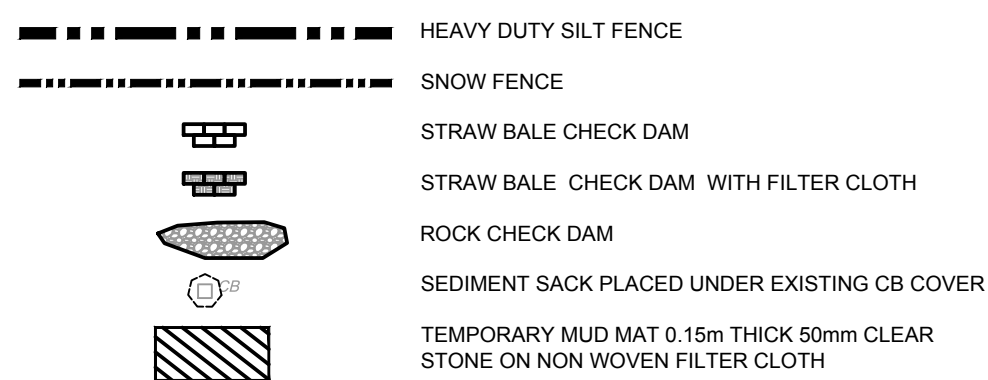 HEAVY DUTY SILT FENCE
SNOW FENCE
STRAW BALE CHECK DAM
STRAW BALE CHECK DAM WITH FILTER CLOTH
ROCK CHECK DAM
CB SEDIMENT SACK PLACED UNDER EXISTING CB COVER
TEMPORARY MUD MAT 0.15m THICK 50mm CLEAR
STONE ON NON WOVEN FILTER CLOTH